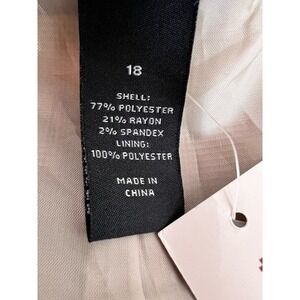 18
SHELL:
77% POLYESTER
21% RAYON
2% SPANDEX
LINING:
100% POLYESTER
MADE IN
CHINA